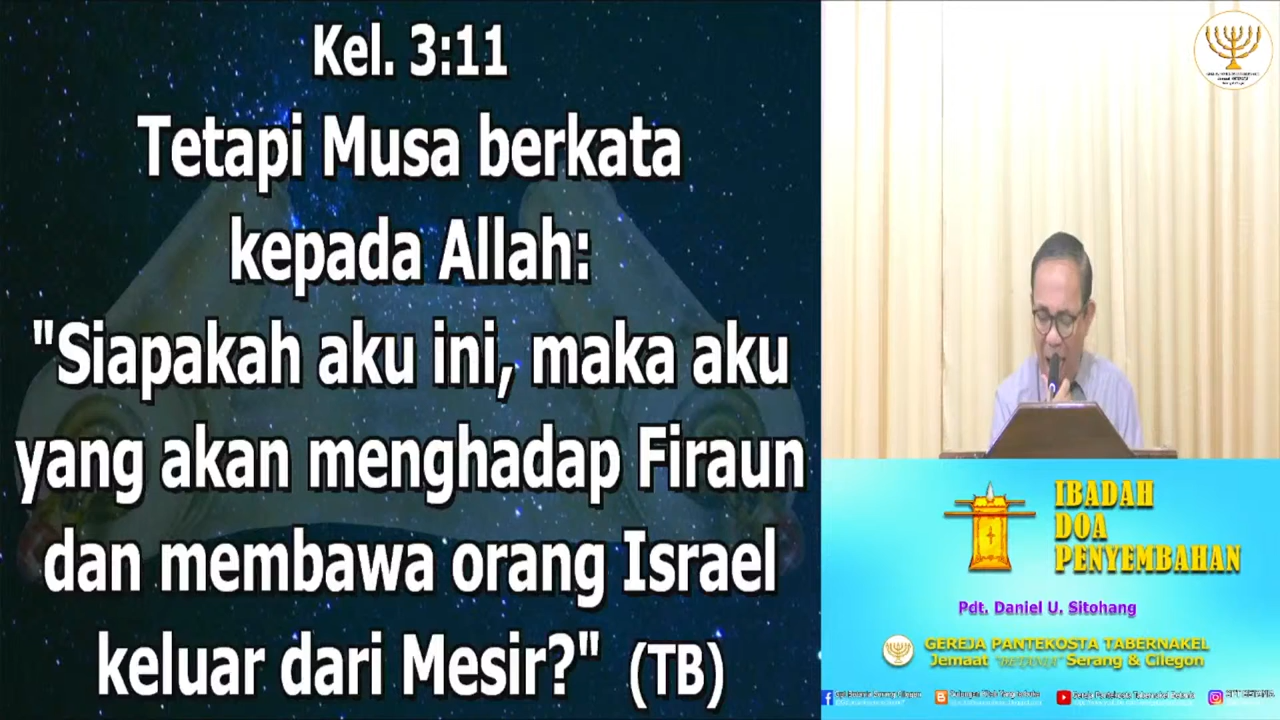 Kel. 3:11
Tetapi Musa berkata
kepada Allah:
"Siapakah aku ini, maka aku
yang akan menghadap Firaun
dan membawa orang Israel
keluar dari Mesir?" (TB)
IBADAH
DOA
PENYEMBAHAN
Pdt. Daniel U. Sitohang
GEREJA PANTEKOSTA TABERNAKEL
Jemaat "BETANIA" Serang & Cilegon